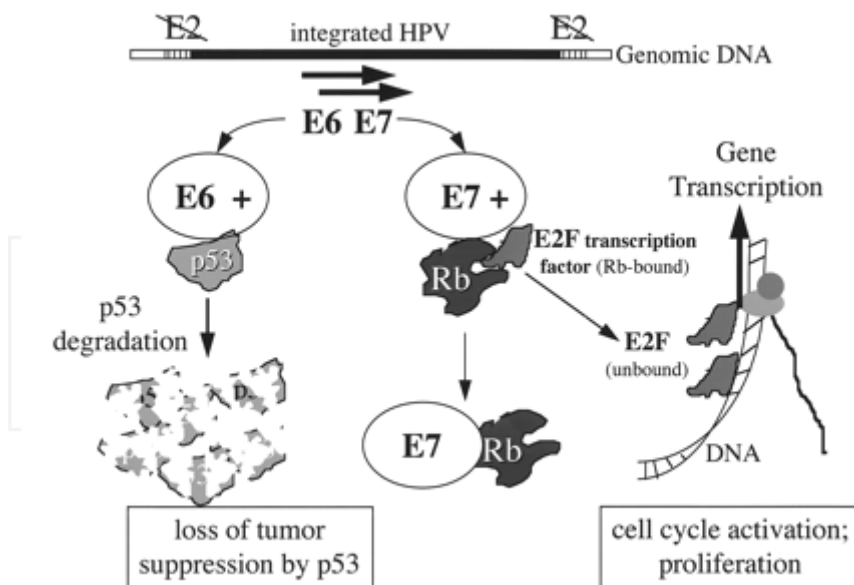 E2
integrated HPV
E2
Genomic DNA
E6 E7
E6 +
E7 +
p53
Rb
E2F transcription
factor (Rb-bound)
Gene
Transcription
p53
degradation
E2F
(unbound)
E7
Rb
DNA
loss of tumor
suppression by p53
cell cycle activation;
proliferation